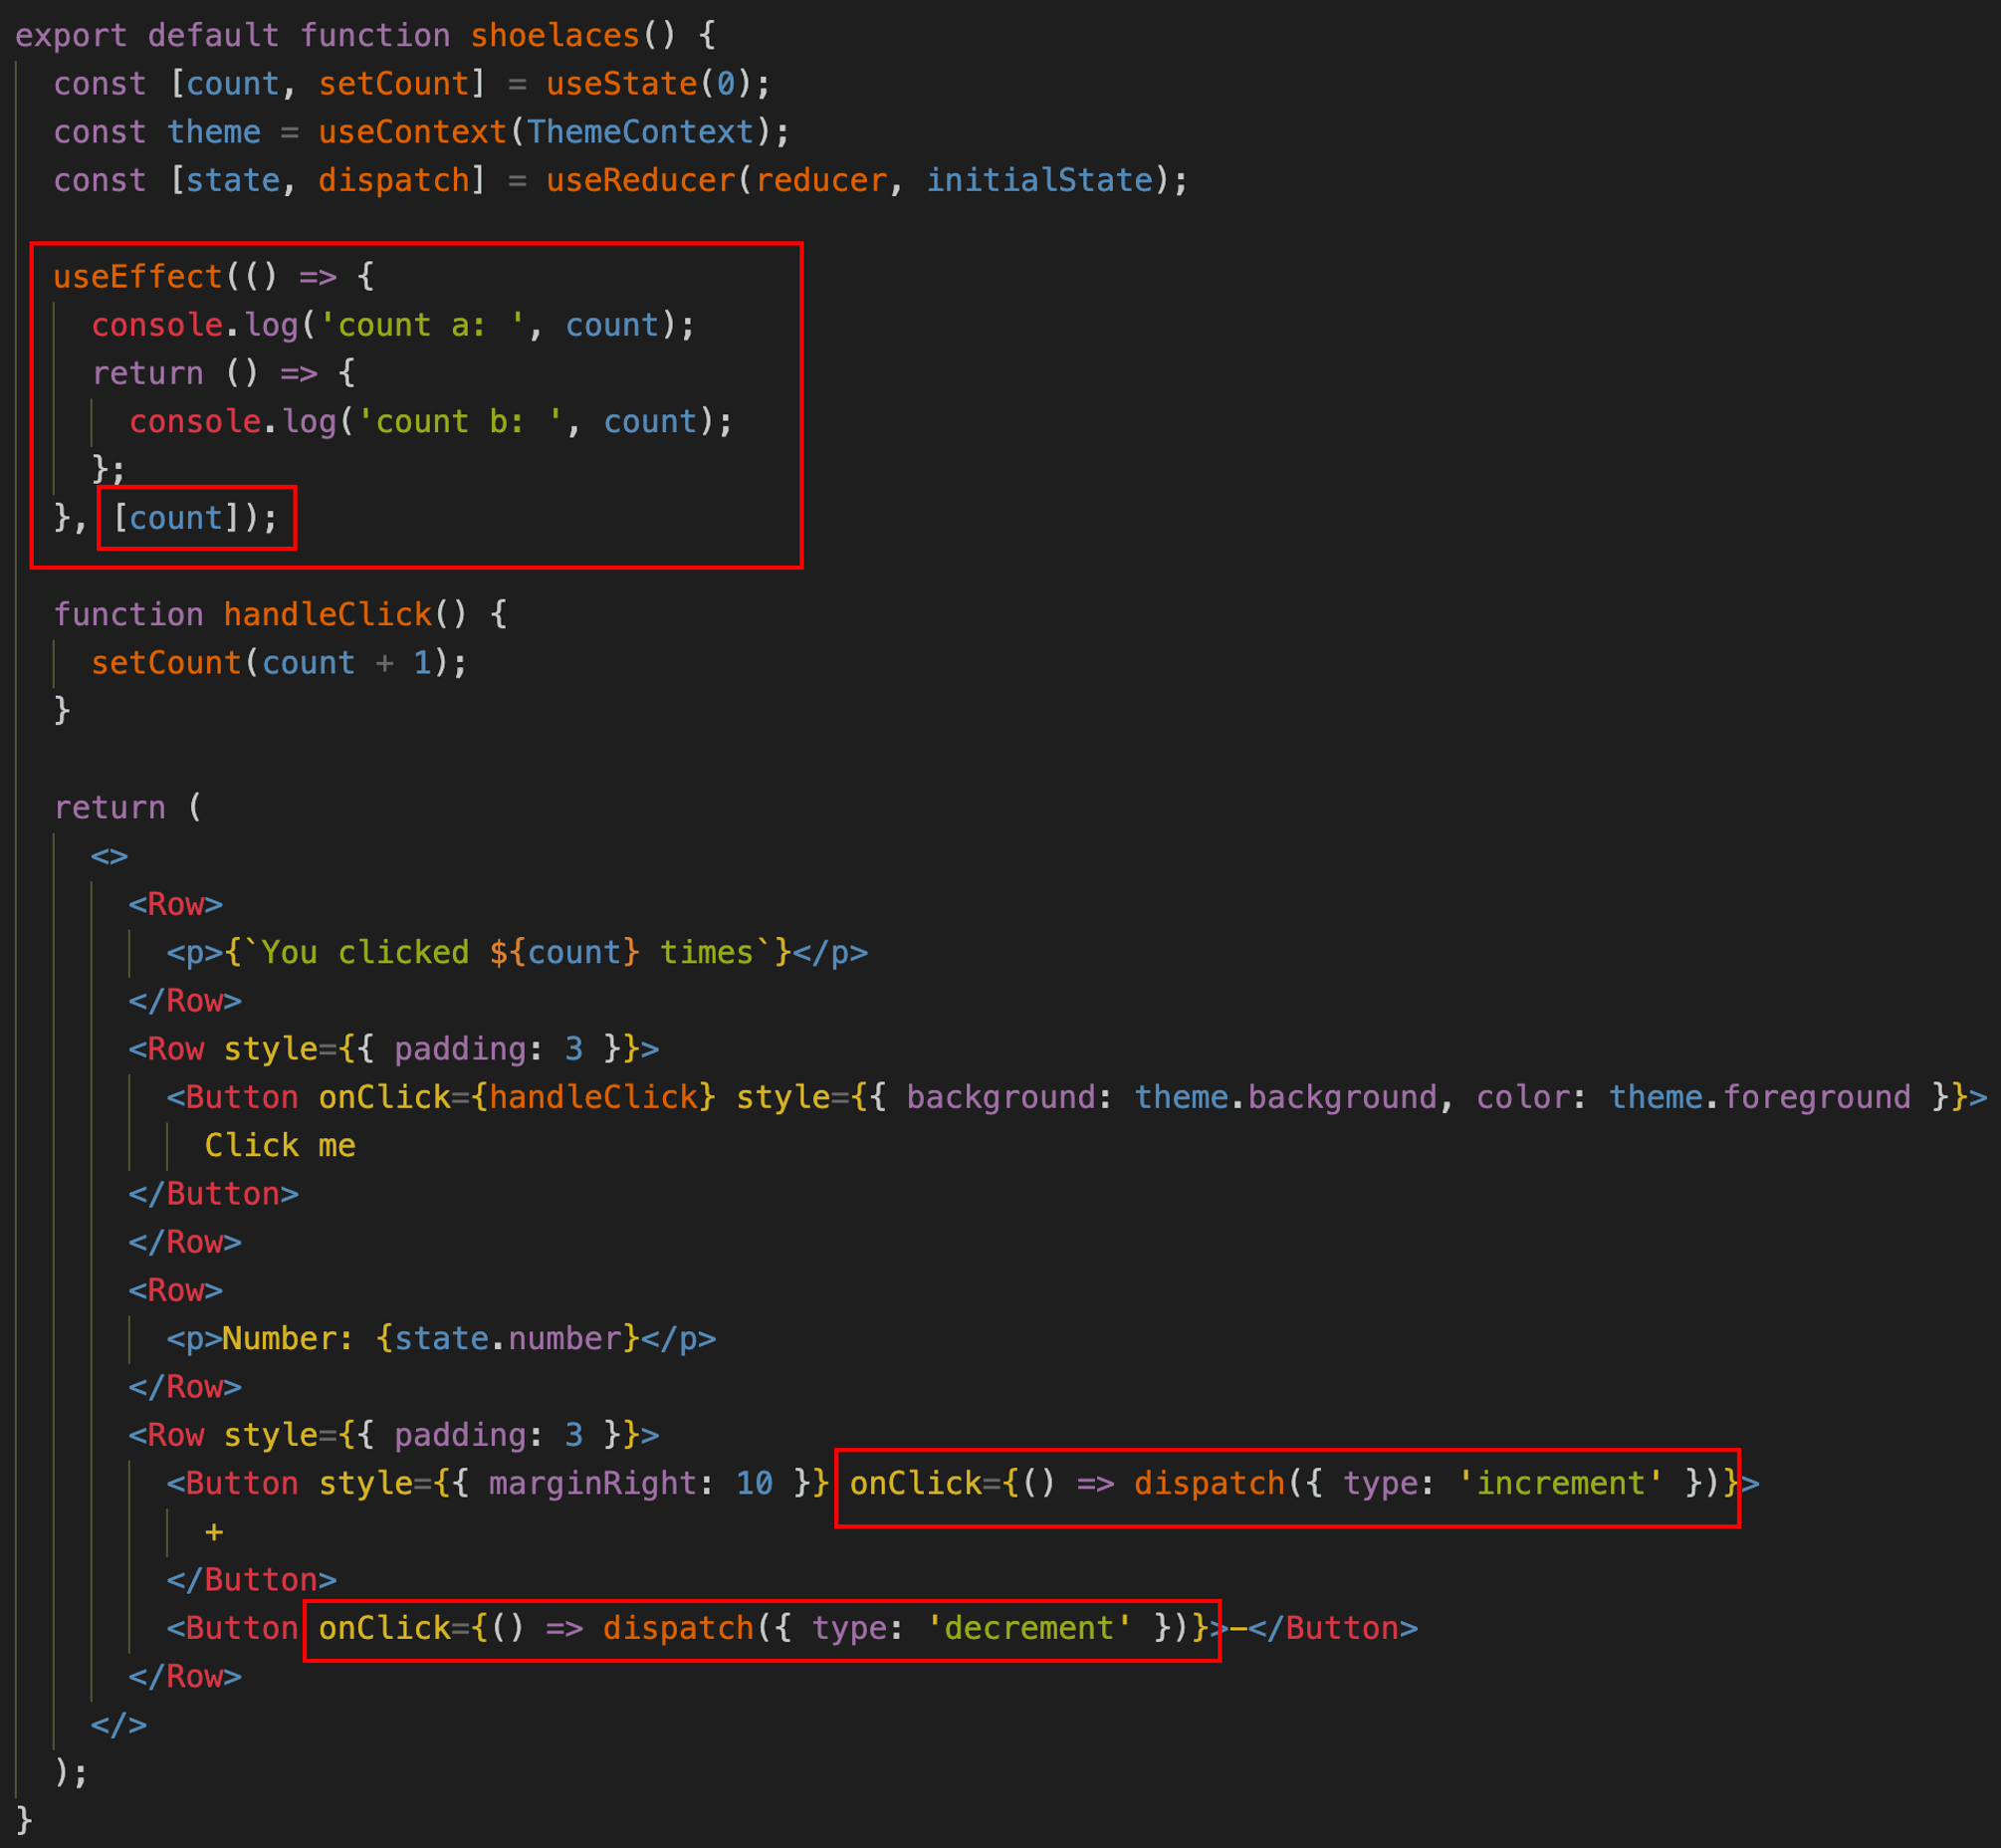 export default function shoelaces() {
  const [count, setCount] = useState(0);
  const theme = useContext(ThemeContext);
  const [state, dispatch] = useReducer(reducer, initialState);

  useEffect(() => {
    console.log('count a: ', count);
    return () => {
      console.log('count b: ', count);
    };
  }, [count]);

  function handleClick() {
    setCount(count + 1);
  }

  return (
    <>
      <Row>
        <p>{`You clicked ${count} times`}</p>
      </Row>
      <Row style={{ padding: 3 }}>
        <Button onClick={handleClick} style={{ background: theme.background, color: theme.foreground }}>
          Click me
      </Button>
      </Row>
      <Row>
        <p>Number: {state.number}</p>
      </Row>
      <Row style={{ padding: 3 }}>
        <Button style={{ marginRight: 10 }} onClick={() => dispatch({ type: 'increment' })}>
          +
        </Button>
        <Button onClick={() => dispatch({ type: 'decrement' })}>–</Button>
      </Row>
    </>
  );
}